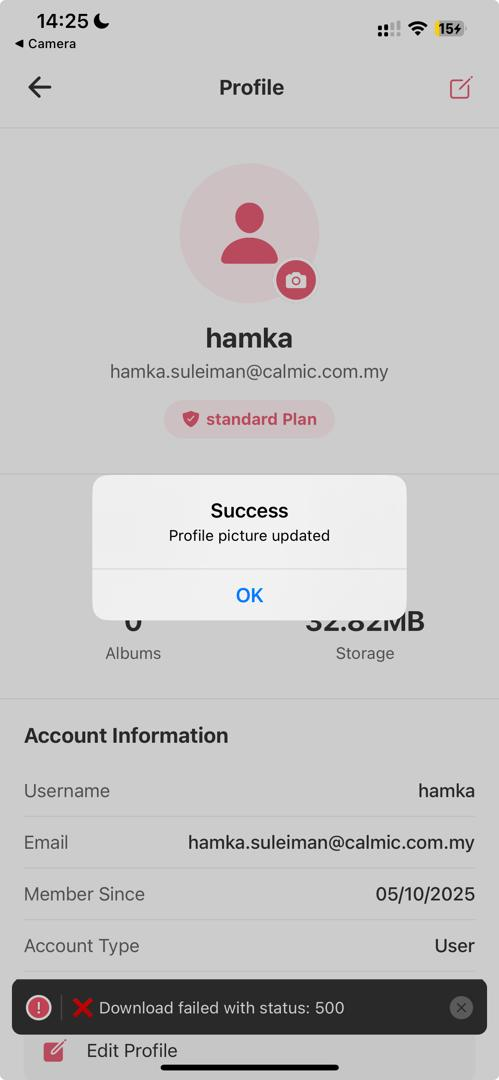 14:25
15
◀ Camera
Profile
hamka
hamka.suleiman@calmic.com.my
standard Plan
Success
Profile picture updated
OK
0
32.82MB
Albums
Storage
Account Information
Username
hamka
Email
hamka.suleiman@calmic.com.my
Member Since
05/10/2025
Account Type
User
! ❌ Download failed with status: 500
Edit Profile